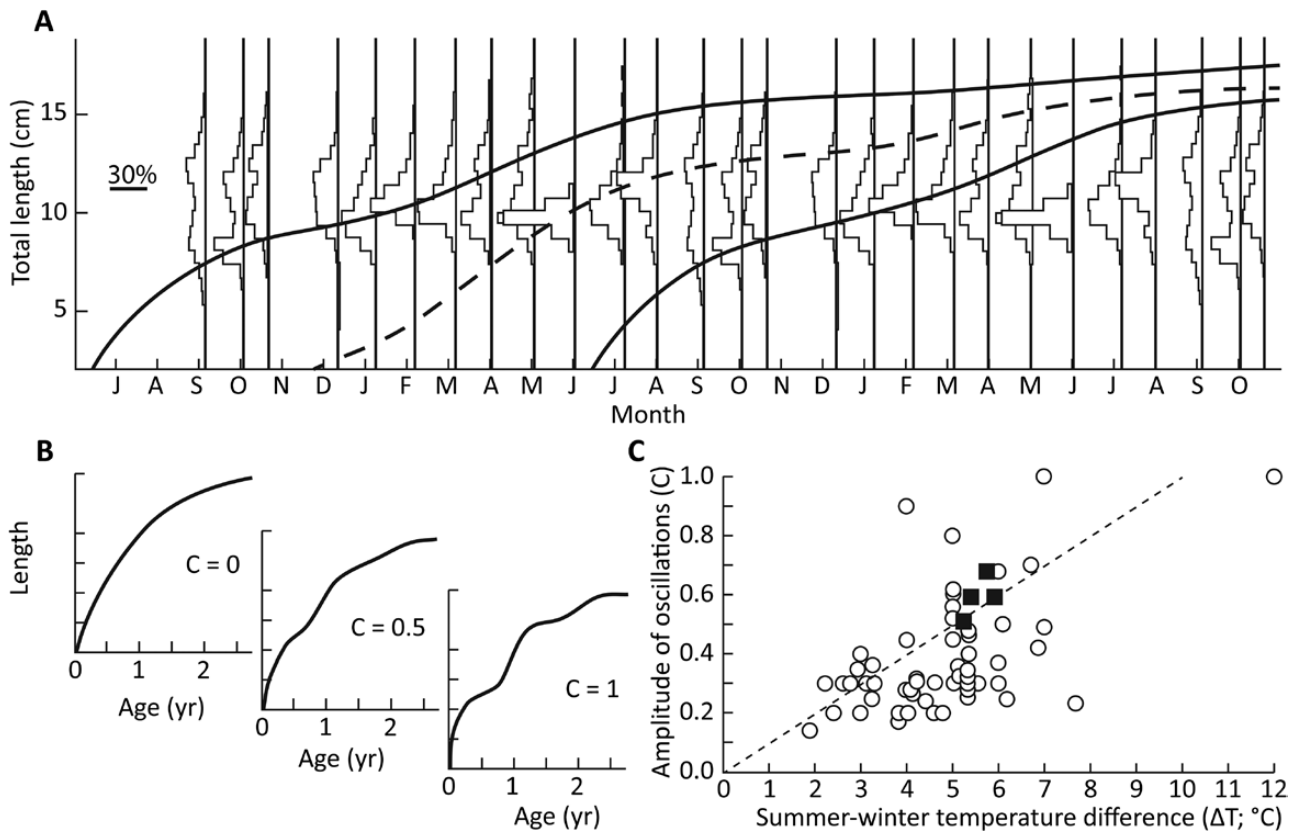 A
Total length (cm)
15
10
5
30%
J A S O N D J F M A M J J A S O N D J F M A M J J A S O
Month
B
Length
C = 0
0 1 2
Age (yr)
C = 0.5
0 1 2
Age (yr)
C = 1
0 1 2
Age (yr)
C
Amplitude of oscillations (C)
1.0
0.8
0.6
0.4
0.2
0.0
0 1 2 3 4 5 6 7 8 9 10 11 12
Summer-winter temperature difference (ΔT; °C)